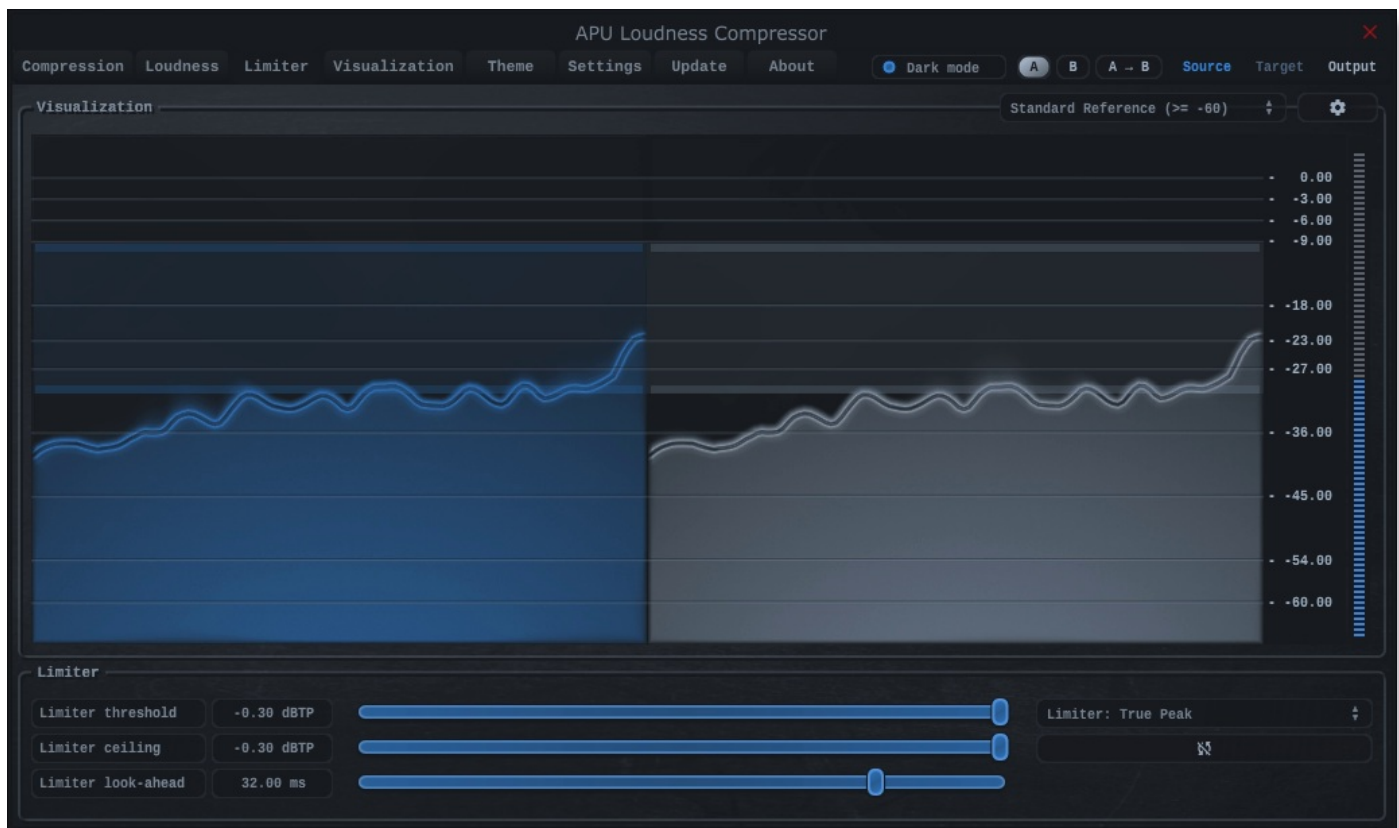 APU Loudness Compressor
Compression Loudness Limiter Visualization Theme Settings Update About Dark mode A B A → B Source Target Output
Visualization Standard Reference (>= -60)
- 0.00
- -3.00
- -6.00
- -9.00
- -18.00
- -23.00
- -27.00
- -36.00
- -45.00
- -54.00
- -60.00
Limiter
Limiter threshold -0.30 dBTP Limiter: True Peak
Limiter ceiling -0.30 dBTP
Limiter look-ahead 32.00 ms